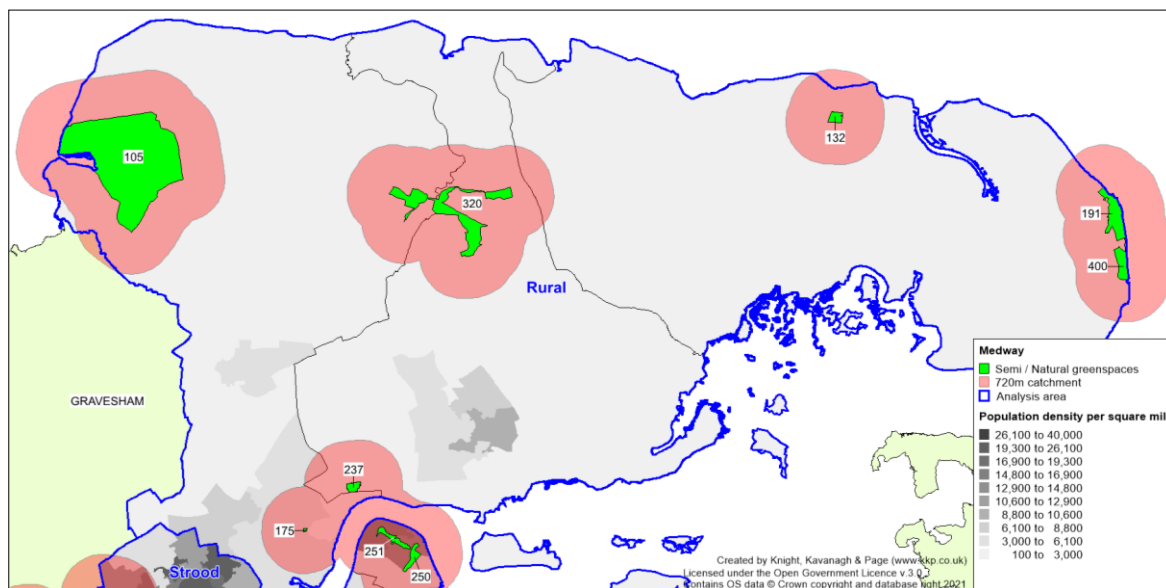 105
132
320
191
400
Rural
GRAVESHAM
237
175
251
250
Strood
Medway
Semi / Natural greenspaces
720m catchment
Analysis area
Population density per square mil
26,100 to 40,000
19,300 to 26,100
16,900 to 19,300
14,800 to 16,900
12,900 to 14,800
10,600 to 12,900
8,800 to 10,600
6,100 to 8,800
3,000 to 6,100
100 to 3,000
Created by Knight, Kavanagh & Page (www.kkp.co.uk)
Licensed under the Open Government Licence v.3.0
Contains OS data © Crown copyright and database right 2021